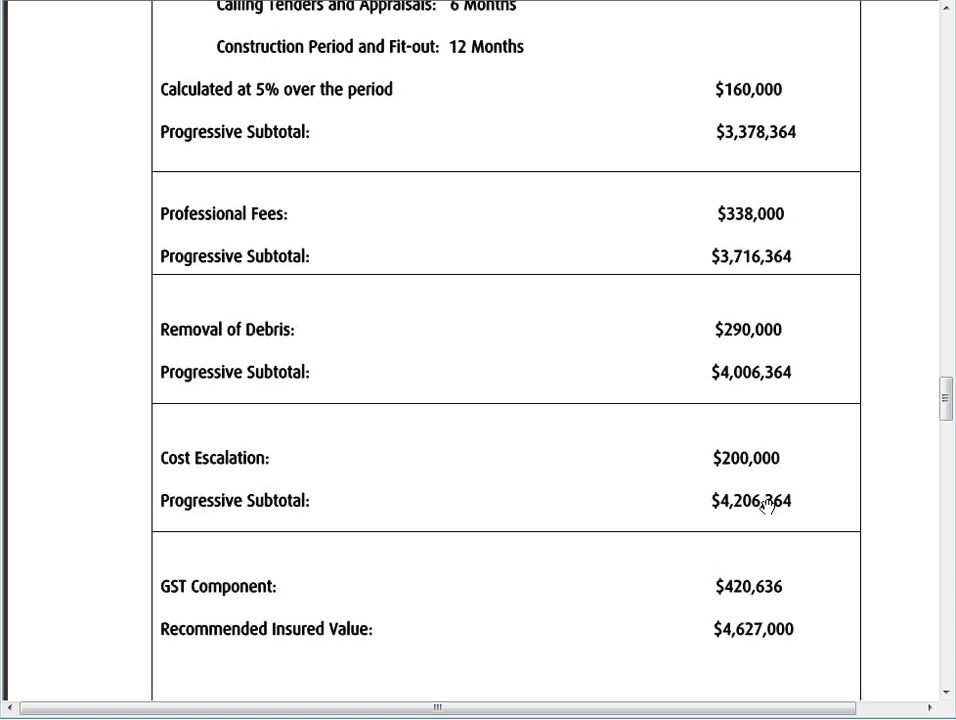 Calling Tenders and Appraisals: 6 Months
Construction Period and Fit-out: 12 Months
Calculated at 5% over the period $160,000
Progressive Subtotal: $3,378,364
Professional Fees: $338,000
Progressive Subtotal: $3,716,364
Removal of Debris: $290,000
Progressive Subtotal: $4,006,364
Cost Escalation: $200,000
Progressive Subtotal: $4,206,364
GST Component: $420,636
Recommended Insured Value: $4,627,000